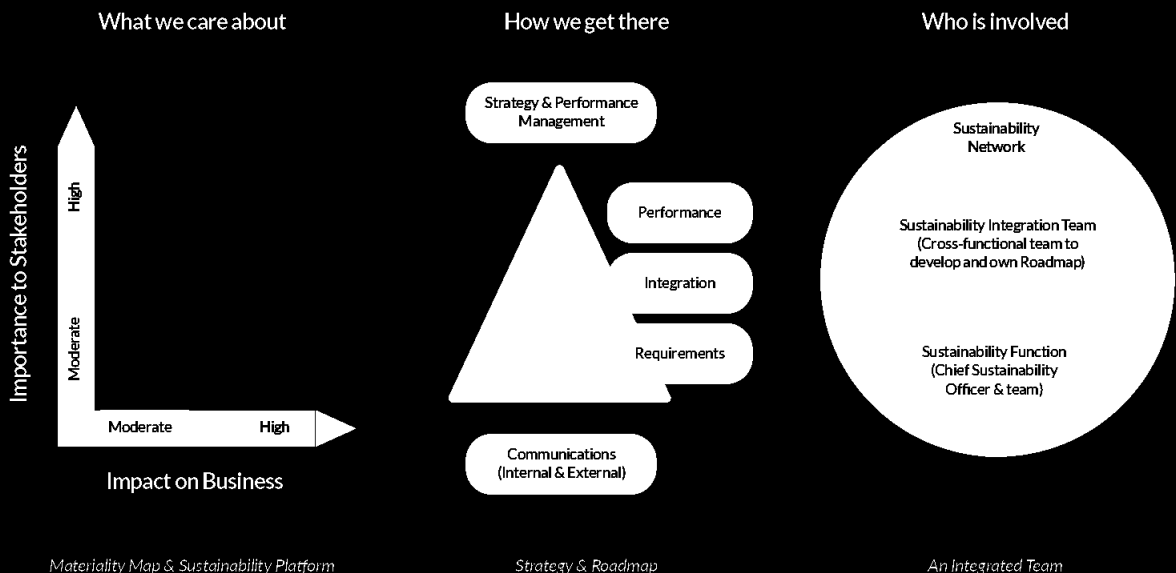 What we care about
How we get there
Who is involved
Importance to Stakeholders
High
Moderate
Moderate
High
Impact on Business
Strategy & Performance
Management
Performance
Integration
Requirements
Communications
(Internal & External)
Sustainability
Network
Sustainability Integration Team
(Cross-functional team to
develop and own Roadmap)
Sustainability Function
(Chief Sustainability
Officer & team)
Materiality Map & Sustainability Platform
Strategy & Roadmap
An Integrated Team